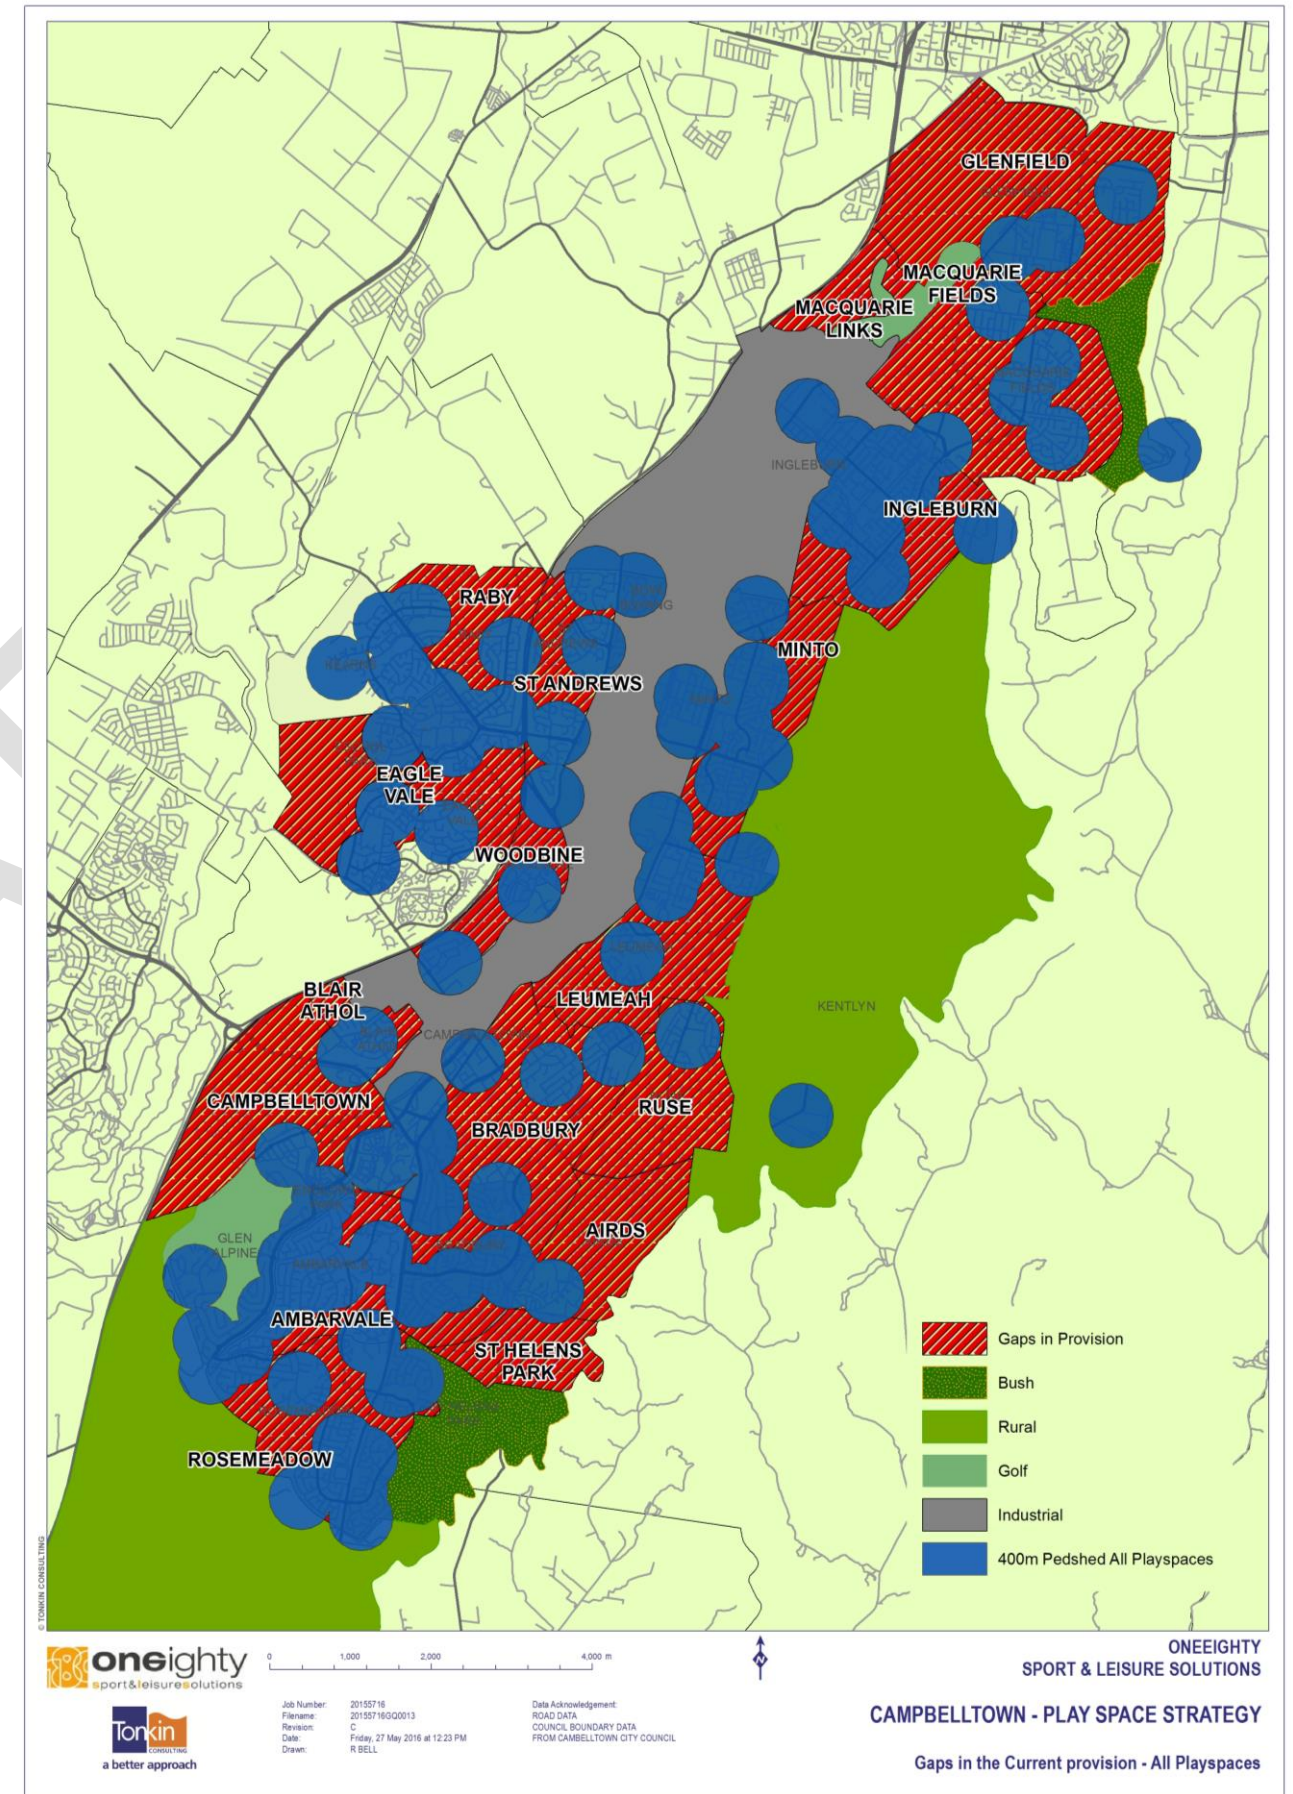 GLENFIELD
MACQUARIE
FIELDS
MACQUARIE
LINKS
INGLEBURN
RABY
MINTO
ST ANDREWS
EAGLE
VALE
WOODBINE
BLAIR
ATHOL
LEUMEAH
KENTLYN
CAMPBELLTOWN
RUSE
BRADBURY
AIRDS
GLEN
ALPINE
AMBARVALE
ST HELENS
PARK
ROSEMEADOW
Gaps in Provision
Bush
Rural
Golf
Industrial
400m Pedshed All Playspaces
© TONKIN CONSULTING
oneighty
sport&leisuresolutions
Tonkin
CONSULTING
a better approach
0 1,000 2,000 4,000 m
Job Number: 20155716
Filename: 20155716GQ0013
Revision: C
Date: Friday, 27 May 2016 at 12:23 PM
Drawn: R BELL
Data Acknowledgement:
ROAD DATA
COUNCIL BOUNDARY DATA
FROM CAMBELLTOWN CITY COUNCIL
N
ONEEIGHTY
SPORT & LEISURE SOLUTIONS
CAMPBELLTOWN - PLAY SPACE STRATEGY
Gaps in the Current provision - All Playspaces